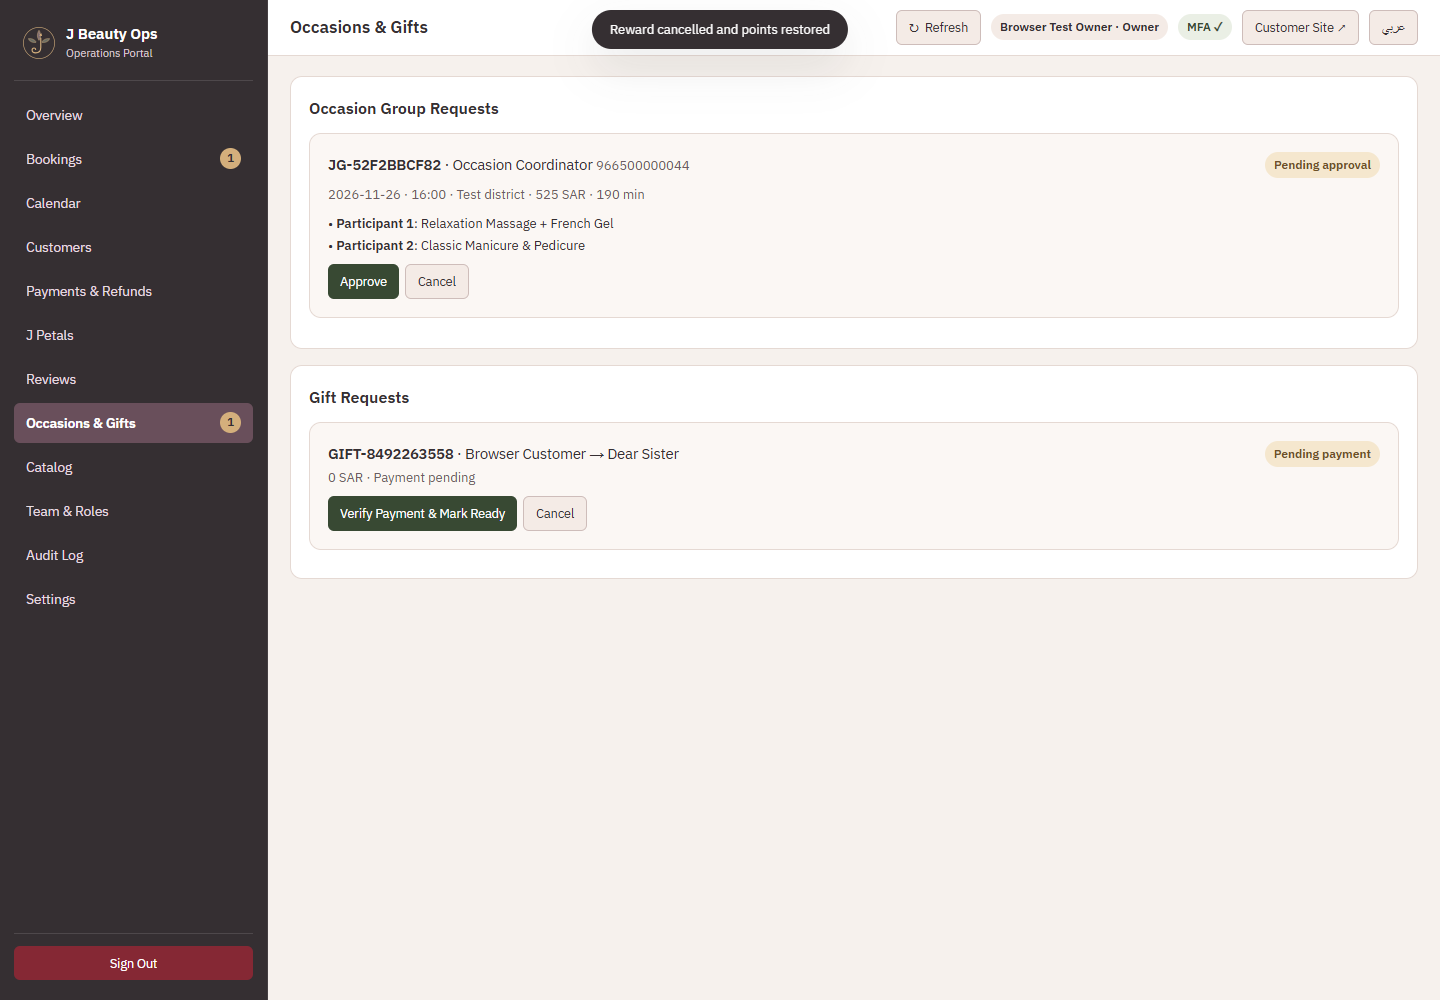 J Beauty Ops
Operations Portal
Overview
Bookings 1
Calendar
Customers
Payments & Refunds
J Petals
Reviews
Occasions & Gifts 1
Catalog
Team & Roles
Audit Log
Settings
Sign Out
Occasions & Gifts
Reward cancelled and points restored
↻ Refresh
Browser Test Owner · Owner
MFA ✓
Customer Site ↗
عربي
Occasion Group Requests
JG-52F2BBCF82 · Occasion Coordinator 966500000044
Pending approval
2026-11-26 · 16:00 · Test district · 525 SAR · 190 min
• Participant 1: Relaxation Massage + French Gel
• Participant 2: Classic Manicure & Pedicure
Approve
Cancel
Gift Requests
GIFT-8492263558 · Browser Customer → Dear Sister
Pending payment
0 SAR · Payment pending
Verify Payment & Mark Ready
Cancel